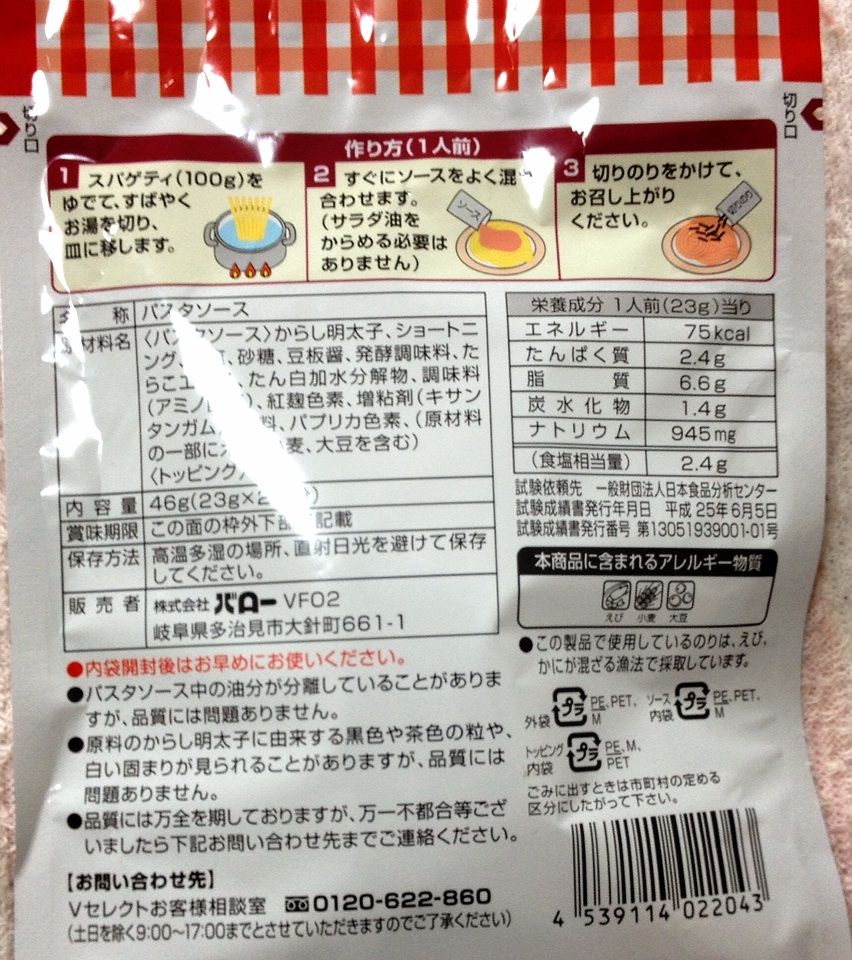 切り口
切り口
作り方(1人前)
1 スパゲティ(100g)を
ゆでて、すばやく
お湯を切り、
皿に移します。
2 すぐにソースをよく混
合わせます。
(サラダ油を
からめる必要は
ありません)
ソース
3 切りのりをかけて、
お召し上がり
ください。
切りのり
称 パスタソース
材料名 〈パスタソース〉からし明太子、ショートニ
ング、 砂糖、豆板醤、発酵調味料、た
らこエ たん白加水分解物、調味料
(アミノ )、紅麹色素、増粘剤(キサン
タンガム 料、パプリカ色素、(原材料
の一部に 麦、大豆を含む)
〈トッピング
内容量 46g(23g×2
賞味期限 この面の枠外下部 記載
保存方法 高温多湿の場所、直射日光を避けて保存
してください。
販売者 株式会社 バロー VF02
岐阜県多治見市大針町661-1
栄養成分 1人前(23g)当り
エネルギー 75kcal
たんぱく質 2.4g
脂質 6.6g
炭水化物 1.4g
ナトリウム 945mg
(食塩相当量) 2.4g
試験依頼先 一般財団法人日本食品分析センター
試験成績書発行年月日 平成25年6月5日
試験成績書発行番号 第13051939001-01号
本商品に含まれるアレルギー物質
えび 小麦 大豆
●この製品で使用しているのりは、えび、
かにが混ざる漁法で採取しています。
プラ 外袋 PE、PET、M
プラ ソース内袋 PE、PET、M
プラ トッピング内袋 PE、M、PET
ごみに出すときは市町村の定める
区分にしたがって下さい。
●内袋開封後はお早めにお使いください。
●パスタソース中の油分が分離していることがありま
すが、品質には問題ありません。
●原料のからし明太子に由来する黒色や茶色の粒や、
白い固まりが見られることがありますが、品質には
問題ありません。
●品質には万全を期しておりますが、万一不都合等ござ
いましたら下記お問い合わせ先までご連絡ください。
【お問い合わせ先】
Vセレクトお客様相談室 0120-622-860
(土日を除く9:00〜17:00までとさせていただきますのでご了承ください)
4 539114 022043